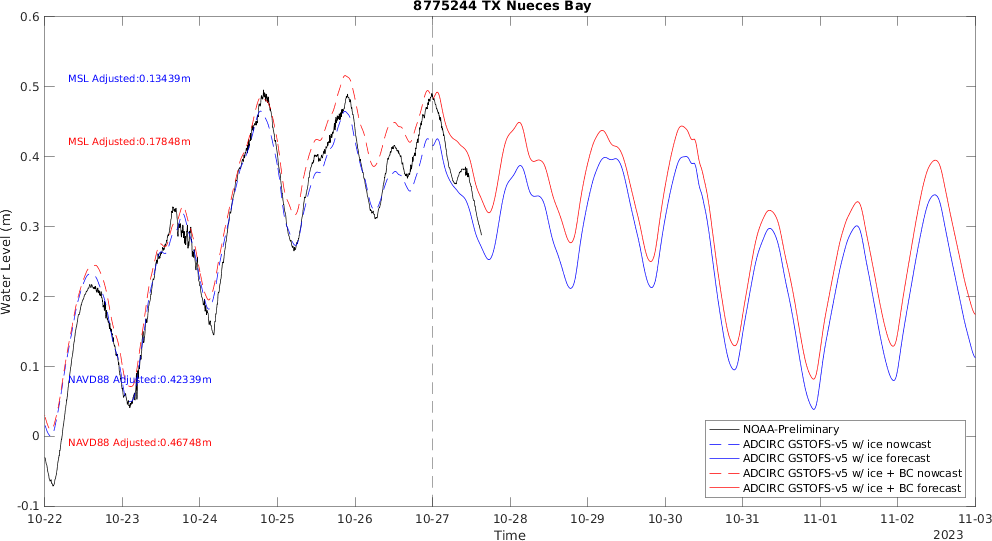 8775244 TX Nueces Bay
0.6
0.5
0.4
0.3
0.2
0.1
0
-0.1
Water Level (m)
MSL Adjusted:0.13439m
MSL Adjusted:0.17848m
NAVD88 Adjusted:0.42339m
NAVD88 Adjusted:0.46748m
NOAA-Preliminary
ADCIRC GSTOFS-v5 w/ ice nowcast
ADCIRC GSTOFS-v5 w/ ice forecast
ADCIRC GSTOFS-v5 w/ ice + BC nowcast
ADCIRC GSTOFS-v5 w/ ice + BC forecast
10-22 10-23 10-24 10-25 10-26 10-27 10-28 10-29 10-30 10-31 11-01 11-02 11-03
Time
2023